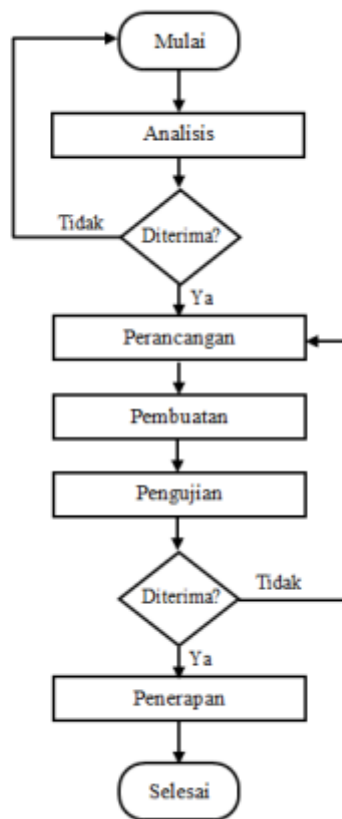 Mulai
Analisis
Tidak
Diterima?
Ya
Perancangan
Pembuatan
Pengujian
Diterima?
Tidak
Ya
Penerapan
Selesai